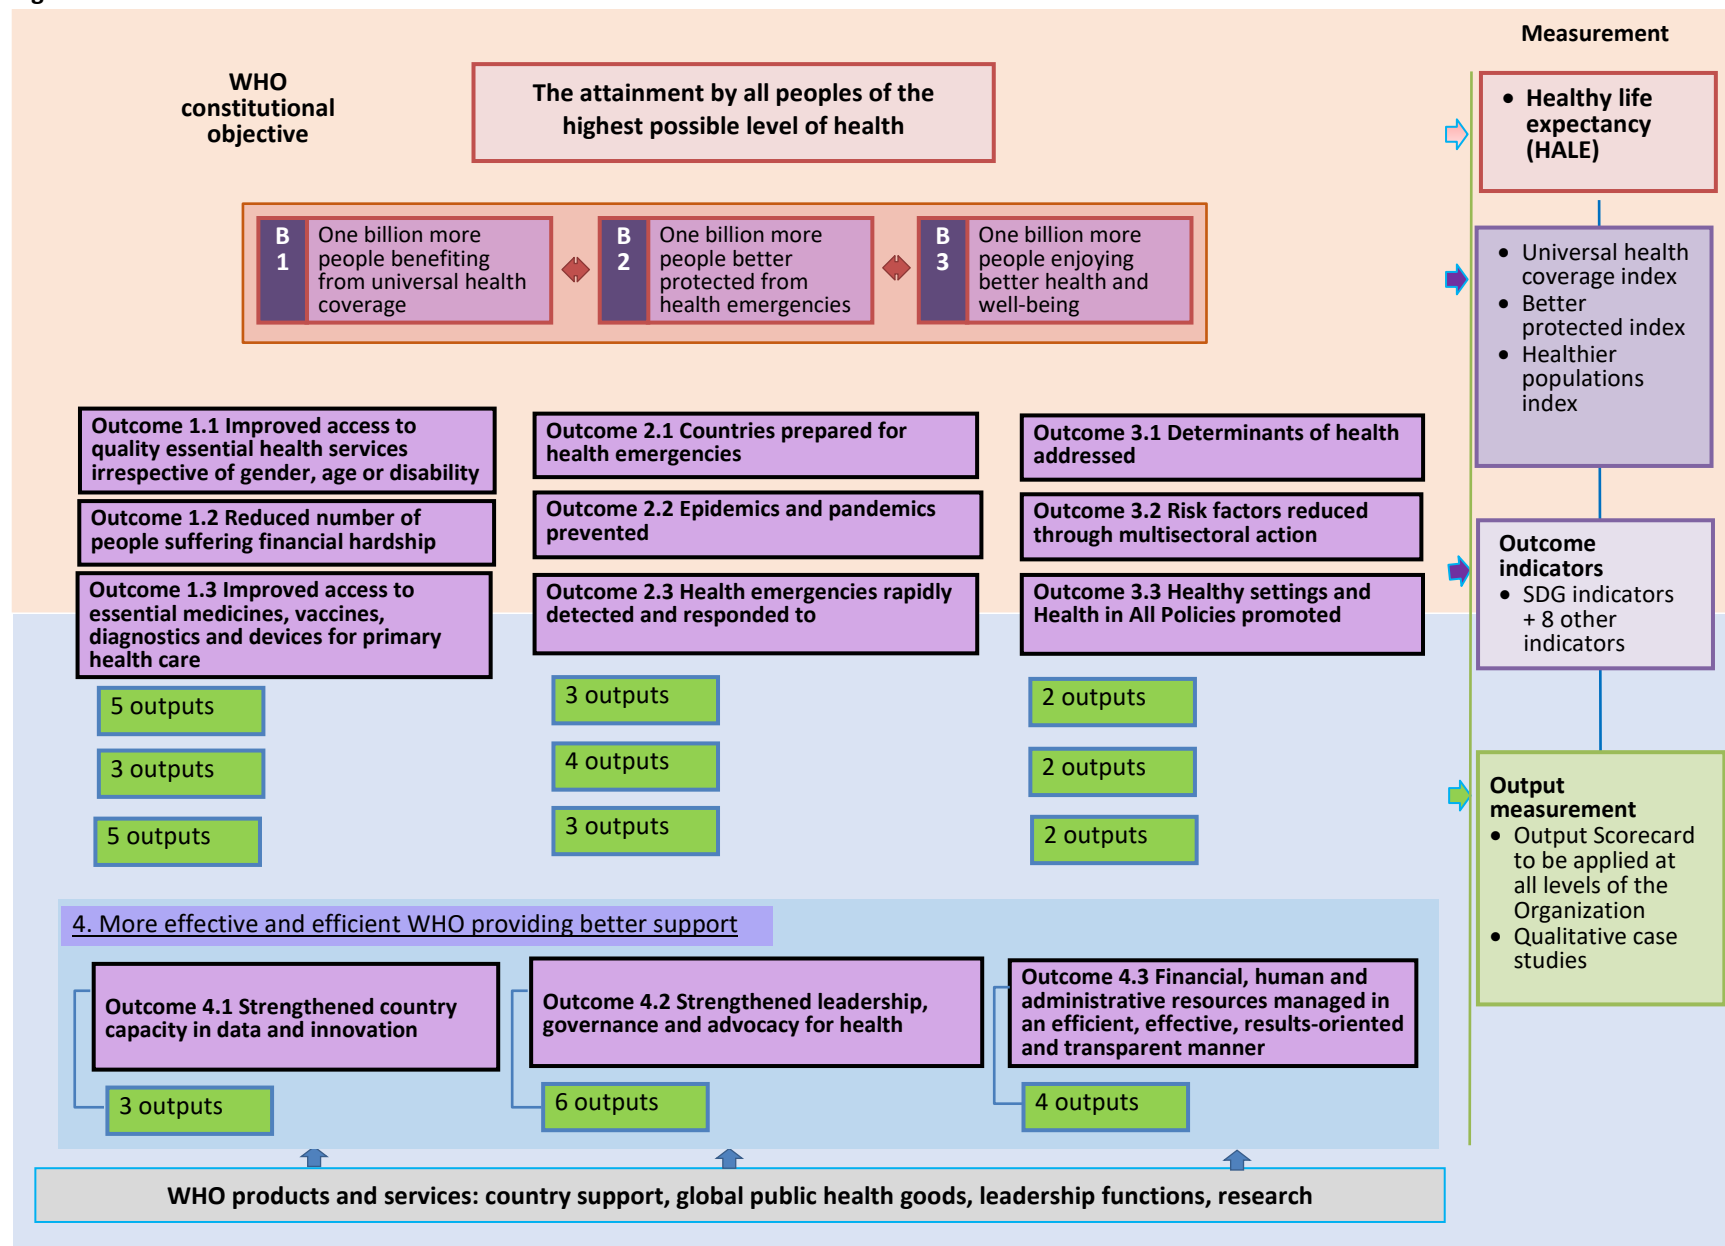 Measurement
WHO
constitutional
objective
The attainment by all peoples of the
highest possible level of health
• Healthy life
expectancy
(HALE)
B
1
One billion more
people benefiting
from universal health
coverage
B
2
One billion more
people better
protected from
health emergencies
B
3
One billion more
people enjoying
better health and
well-being
• Universal health
coverage index
• Better
protected index
• Healthier
populations
index
Outcome 1.1 Improved access to
quality essential health services
irrespective of gender, age or disability
Outcome 1.2 Reduced number of
people suffering financial hardship
Outcome 1.3 Improved access to
essential medicines, vaccines,
diagnostics and devices for primary
health care
Outcome 2.1 Countries prepared for
health emergencies
Outcome 2.2 Epidemics and pandemics
prevented
Outcome 2.3 Health emergencies rapidly
detected and responded to
Outcome 3.1 Determinants of health
addressed
Outcome 3.2 Risk factors reduced
through multisectoral action
Outcome 3.3 Healthy settings and
Health in All Policies promoted
Outcome
indicators
• SDG indicators
+ 8 other
indicators
5 outputs
3 outputs
5 outputs
3 outputs
4 outputs
3 outputs
2 outputs
2 outputs
2 outputs
Output
measurement
• Output Scorecard
to be applied at
all levels of the
Organization
• Qualitative case
studies
4. More effective and efficient WHO providing better support
Outcome 4.1 Strengthened country
capacity in data and innovation
3 outputs
Outcome 4.2 Strengthened leadership,
governance and advocacy for health
6 outputs
Outcome 4.3 Financial, human and
administrative resources managed in
an efficient, effective, results-oriented
and transparent manner
4 outputs
WHO products and services: country support, global public health goods, leadership functions, research